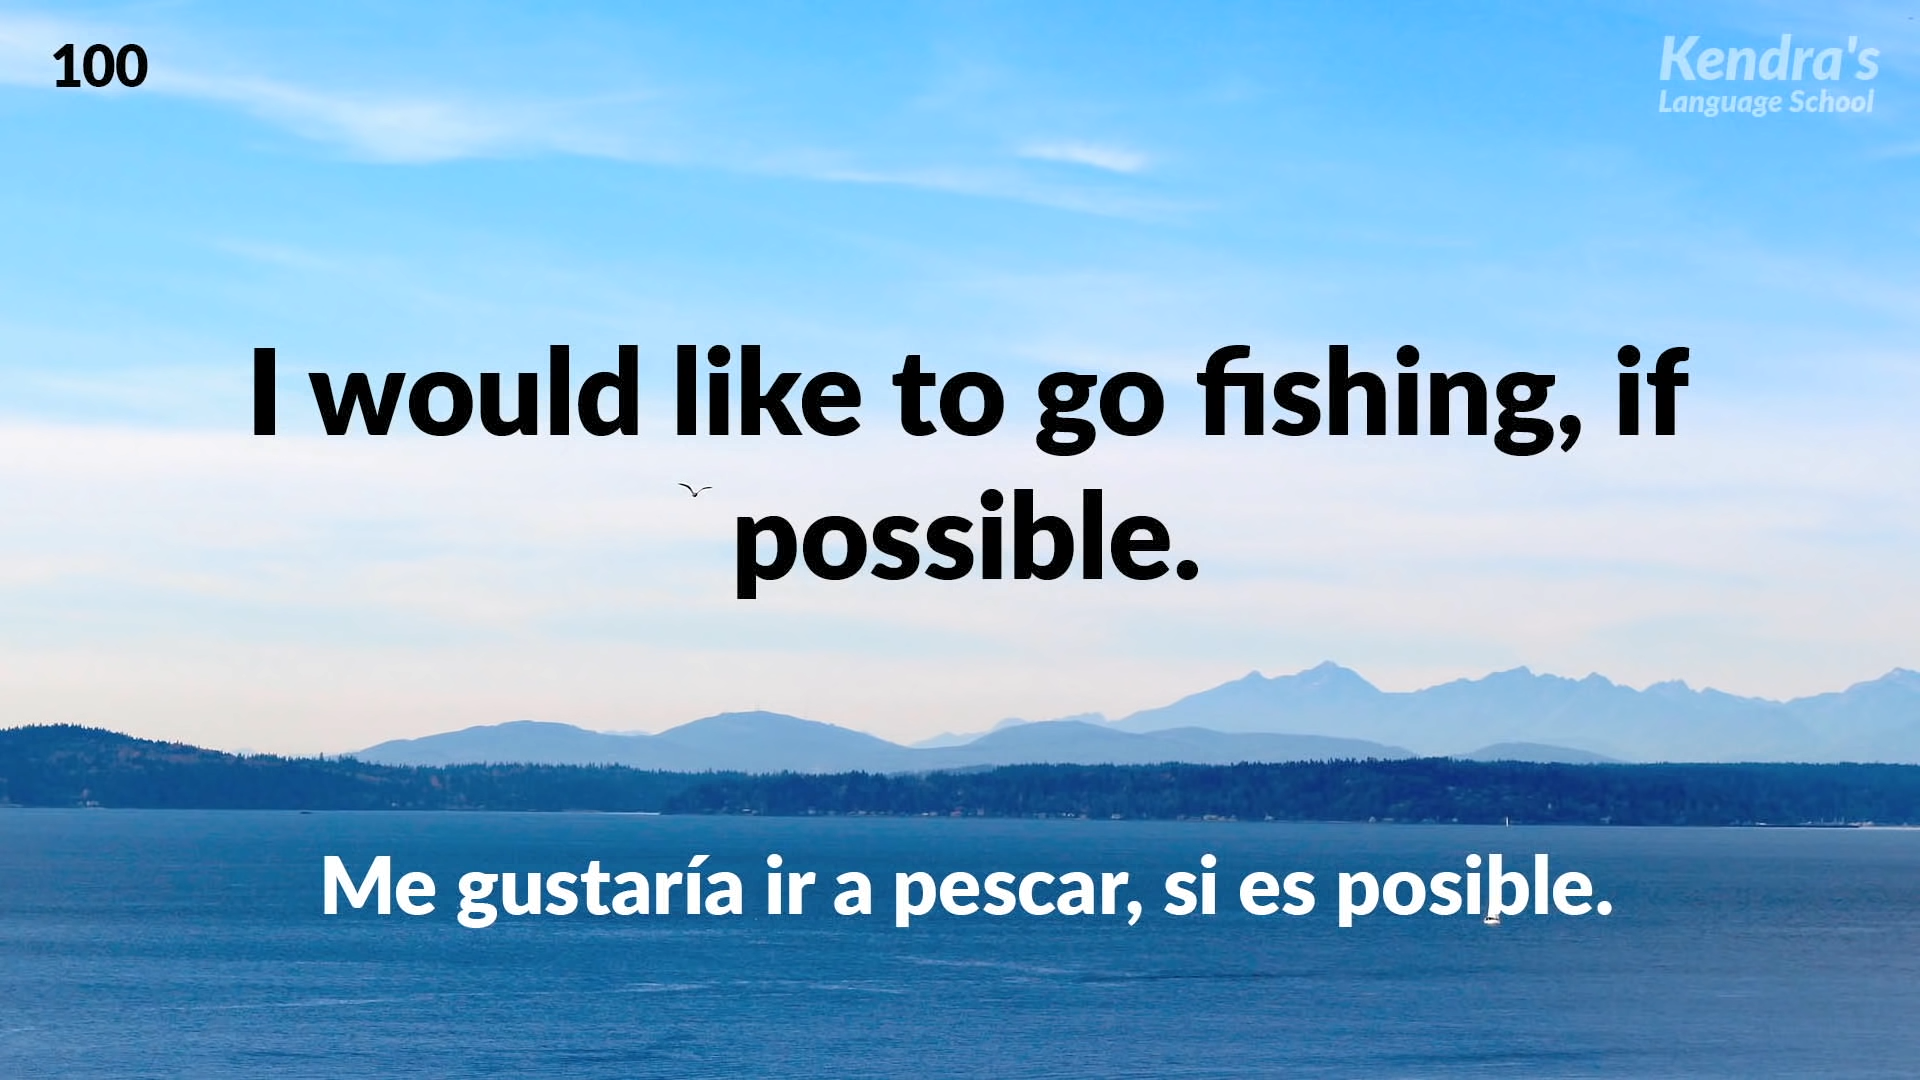 100
Kendra's
Language School
I would like to go fishing, if
possible.
Me gustaría ir a pescar, si es posible.